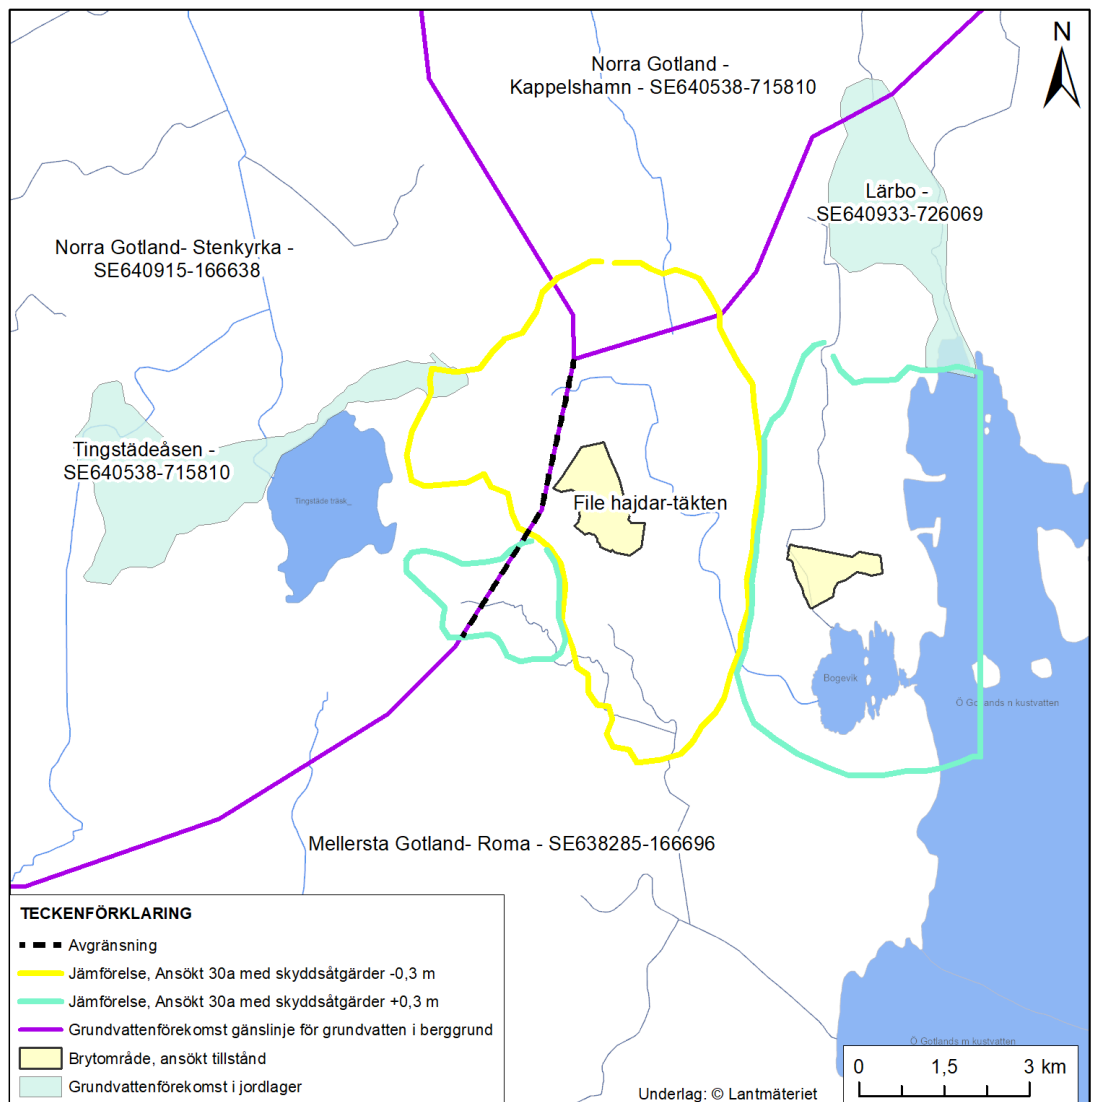 N
Norra Gotland -
Kappelshamn - SE640538-715810
Lärbo -
SE640933-726069
Norra Gotland- Stenkyrka -
SE640915-166638
Tingstädeåsen -
SE640538-715810
Tingstäde träsk_
File hajdar-täkten
Bogevik
Ö Gotlands n kustvatten
Mellersta Gotland- Roma - SE638285-166696
TECKENFÖRKLARING
Avgränsning
Jämförelse, Ansökt 30a med skyddsåtgärder -0,3 m
Jämförelse, Ansökt 30a med skyddsåtgärder +0,3 m
Grundvattenförekomst gänslinje för grundvatten i berggrund
Brytområde, ansökt tillstånd
Grundvattenförekomst i jordlager
Ö Gotlands m kustvatten
0 1,5 3 km
Underlag: © Lantmäteriet